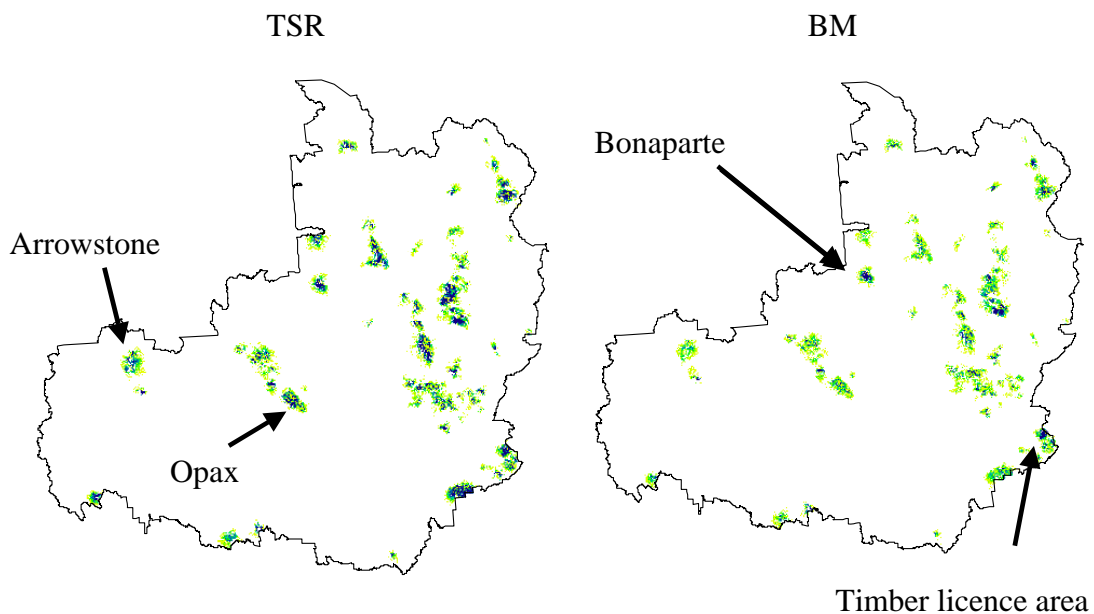 TSR
BM
Bonaparte
Arrowstone
Opax
Timber licence area